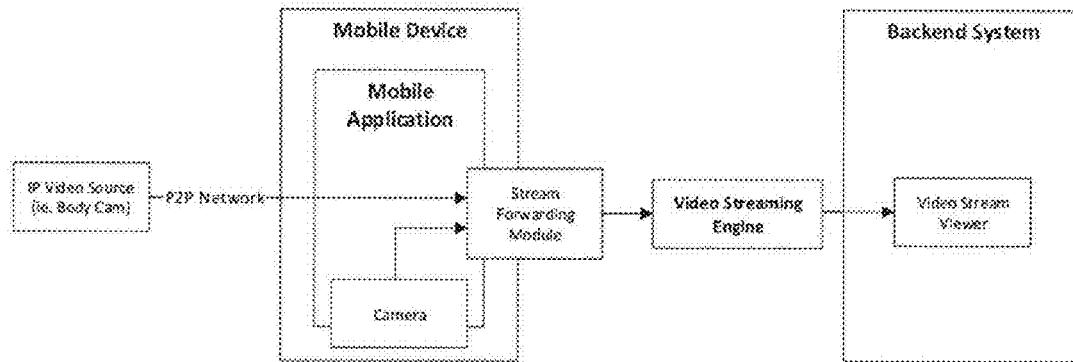 Mobile Device
Backend System
Mobile
Application
IP Video Source
(ie. Body Cam)
P2P Network
Stream
Forwarding
Module
Video Streaming
Engine
Video Stream
Viewer
Camera